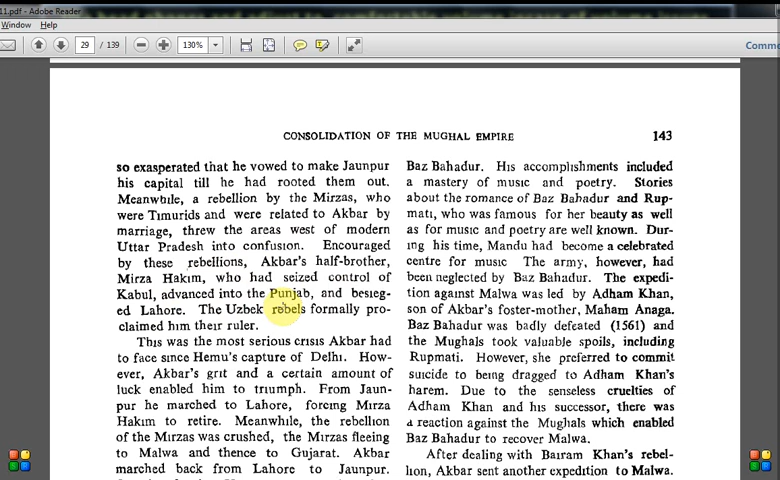 11.pdf - Adobe Reader
Window Help
29 / 139 130%
CONSOLIDATION OF THE MUGHAL EMPIRE 143
so exasperated that he vowed to make Jaunpur
his capital till he had rooted them out.
Meanwhile, a rebellion by the Mirzas, who
were Timurids and were related to Akbar by
marriage, threw the areas west of modern
Uttar Pradesh into confusion. Encouraged
by these rebellions, Akbar's half-brother,
Mirza Hakim, who had seized control of
Kabul, advanced into the Punjab, and besieg-
ed Lahore. The Uzbek rebels formally pro-
claimed him their ruler.
This was the most serious crisis Akbar had
to face since Hemu's capture of Delhi. How-
ever, Akbar's grit and a certain amount of
luck enabled him to triumph. From Jaun-
pur he marched to Lahore, forcing Mirza
Hakim to retire. Meanwhile, the rebellion
of the Mirzas was crushed, the Mirzas fleeing
to Malwa and thence to Gujarat. Akbar
marched back from Lahore to Jaunpur.
Baz Bahadur. His accomplishments included
a mastery of music and poetry. Stories
about the romance of Baz Bahadur and Rup-
mati, who was famous for her beauty as well
as for music and poetry are well known. Dur-
ing his time, Mandu had become a celebrated
centre for music The army, however, had
been neglected by Baz Bahadur. The expedi-
tion against Malwa was led by Adham Khan,
son of Akbar's foster-mother, Maham Anaga.
Baz Bahadur was badly defeated (1561) and
the Mughals took valuable spoils, including
Rupmati. However, she preferred to commit
suicide to being dragged to Adham Khan's
harem. Due to the senseless cruelties of
Adham Khan and his successor, there was
a reaction against the Mughals which enabled
Baz Bahadur to recover Malwa.
After dealing with Bairam Khan's rebel-
lion, Akbar sent another expedition to Malwa.